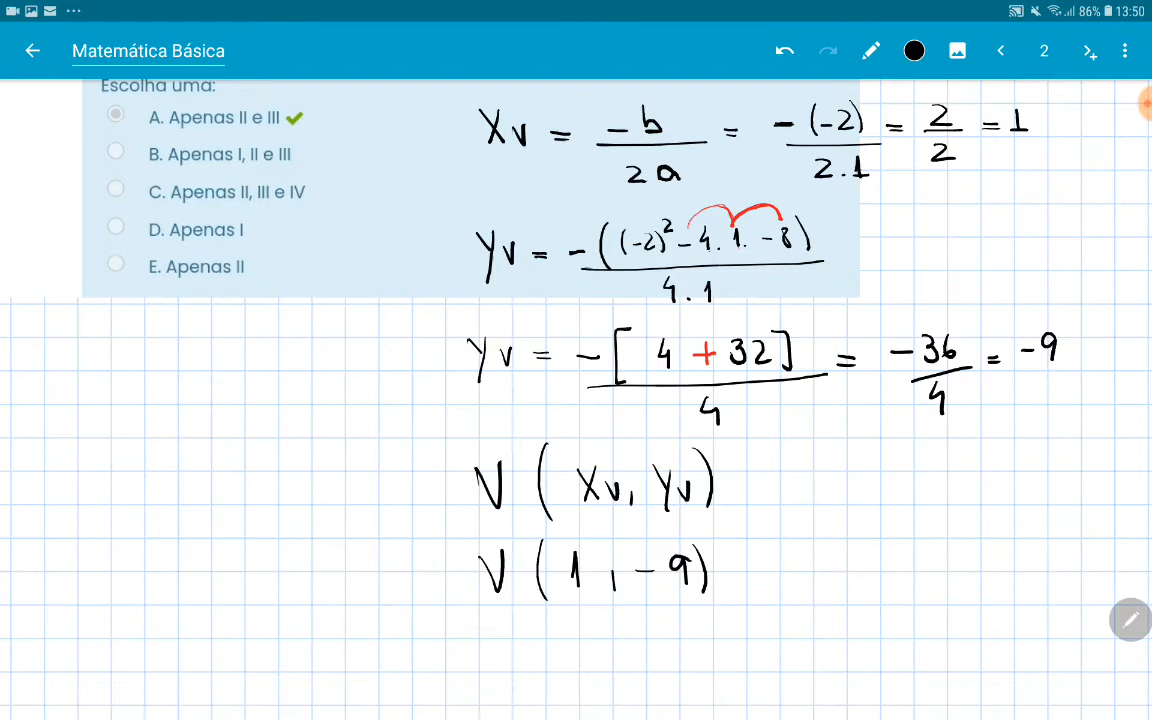 86% 13:50
Matemática Básica
2
Escolha uma:
A. Apenas II e III
B. Apenas I, II e III
C. Apenas II, III e IV
D. Apenas I
E. Apenas II
Xv = -b/2a = -(-2)/2.1 = 2/2 = 1
Yv = -((-2)² - 4.1.-8)/4.1
Yv = -[4 + 32]/4 = -36/4 = -9
V (Xv, Yv)
V (1, -9)